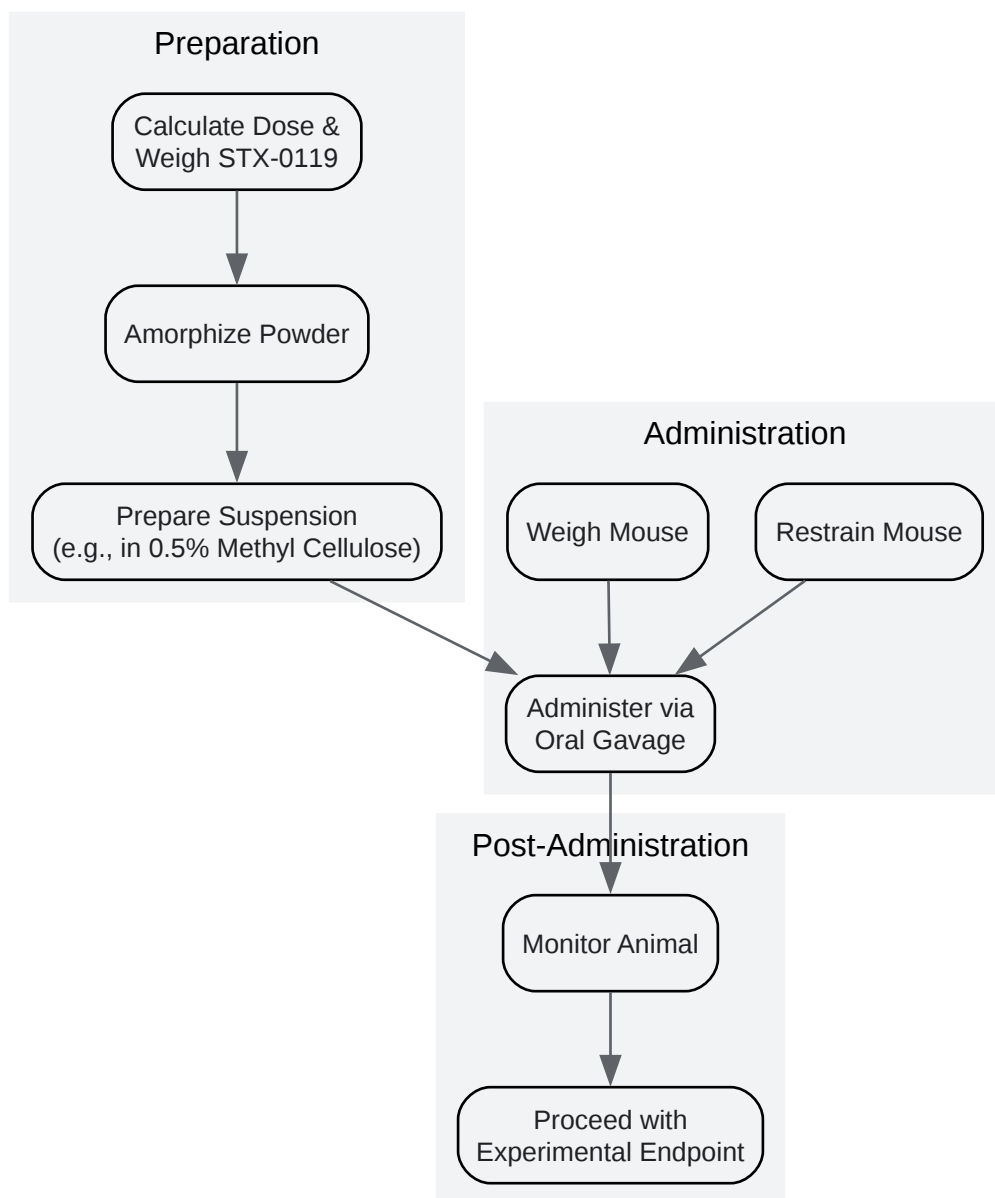 Preparation
Calculate Dose &
Weigh STX-0119
Amorphize Powder
Prepare Suspension
(e.g., in 0.5% Methyl Cellulose)
Administration
Weigh Mouse
Restrain Mouse
Administer via
Oral Gavage
Post-Administration
Monitor Animal
Proceed with
Experimental Endpoint